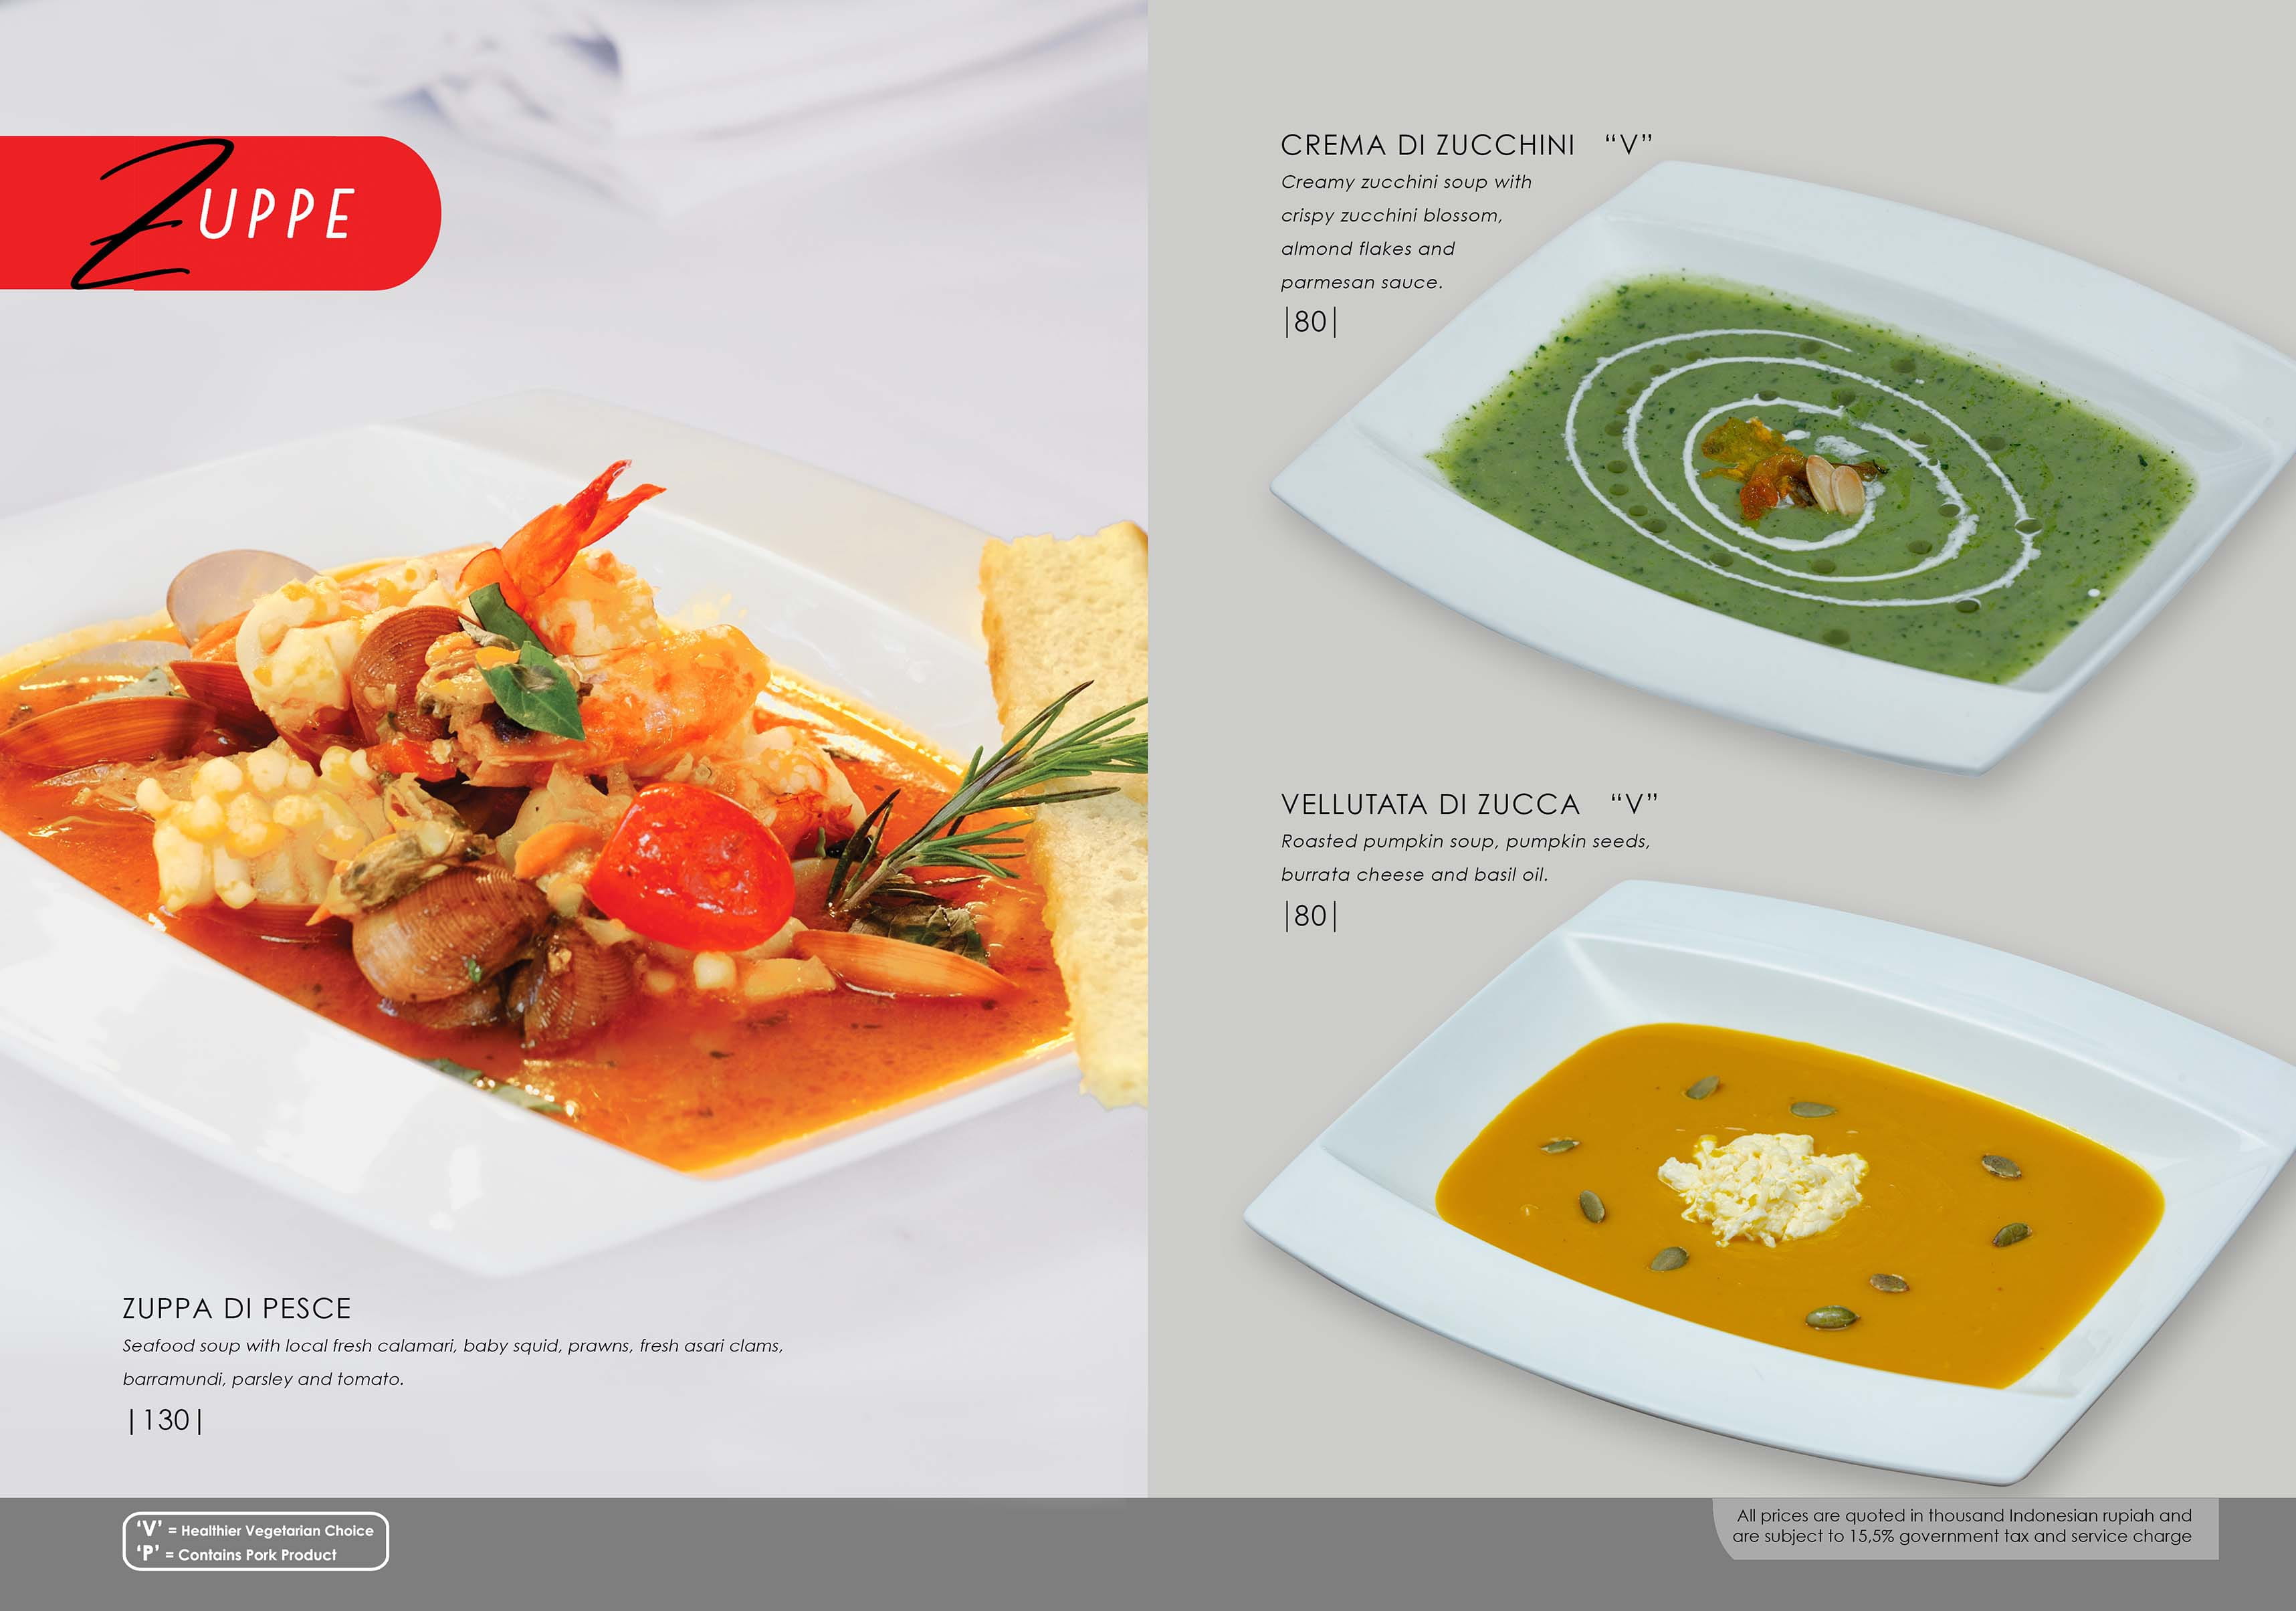 ZUPPE
ZUPPA DI PESCE
Seafood soup with local fresh calamari, baby squid, prawns, fresh asari clams,
barramundi, parsley and tomato.
|130|
CREMA DI ZUCCHINI “V”
Creamy zucchini soup with
crispy zucchini blossom,
almond flakes and
parmesan sauce.
|80|
VELLUTATA DI ZUCCA “V”
Roasted pumpkin soup, pumpkin seeds,
burrata cheese and basil oil.
|80|
‘V’ = Healthier Vegetarian Choice
‘P’ = Contains Pork Product
All prices are quoted in thousand Indonesian rupiah and
are subject to 15,5% government tax and service charge